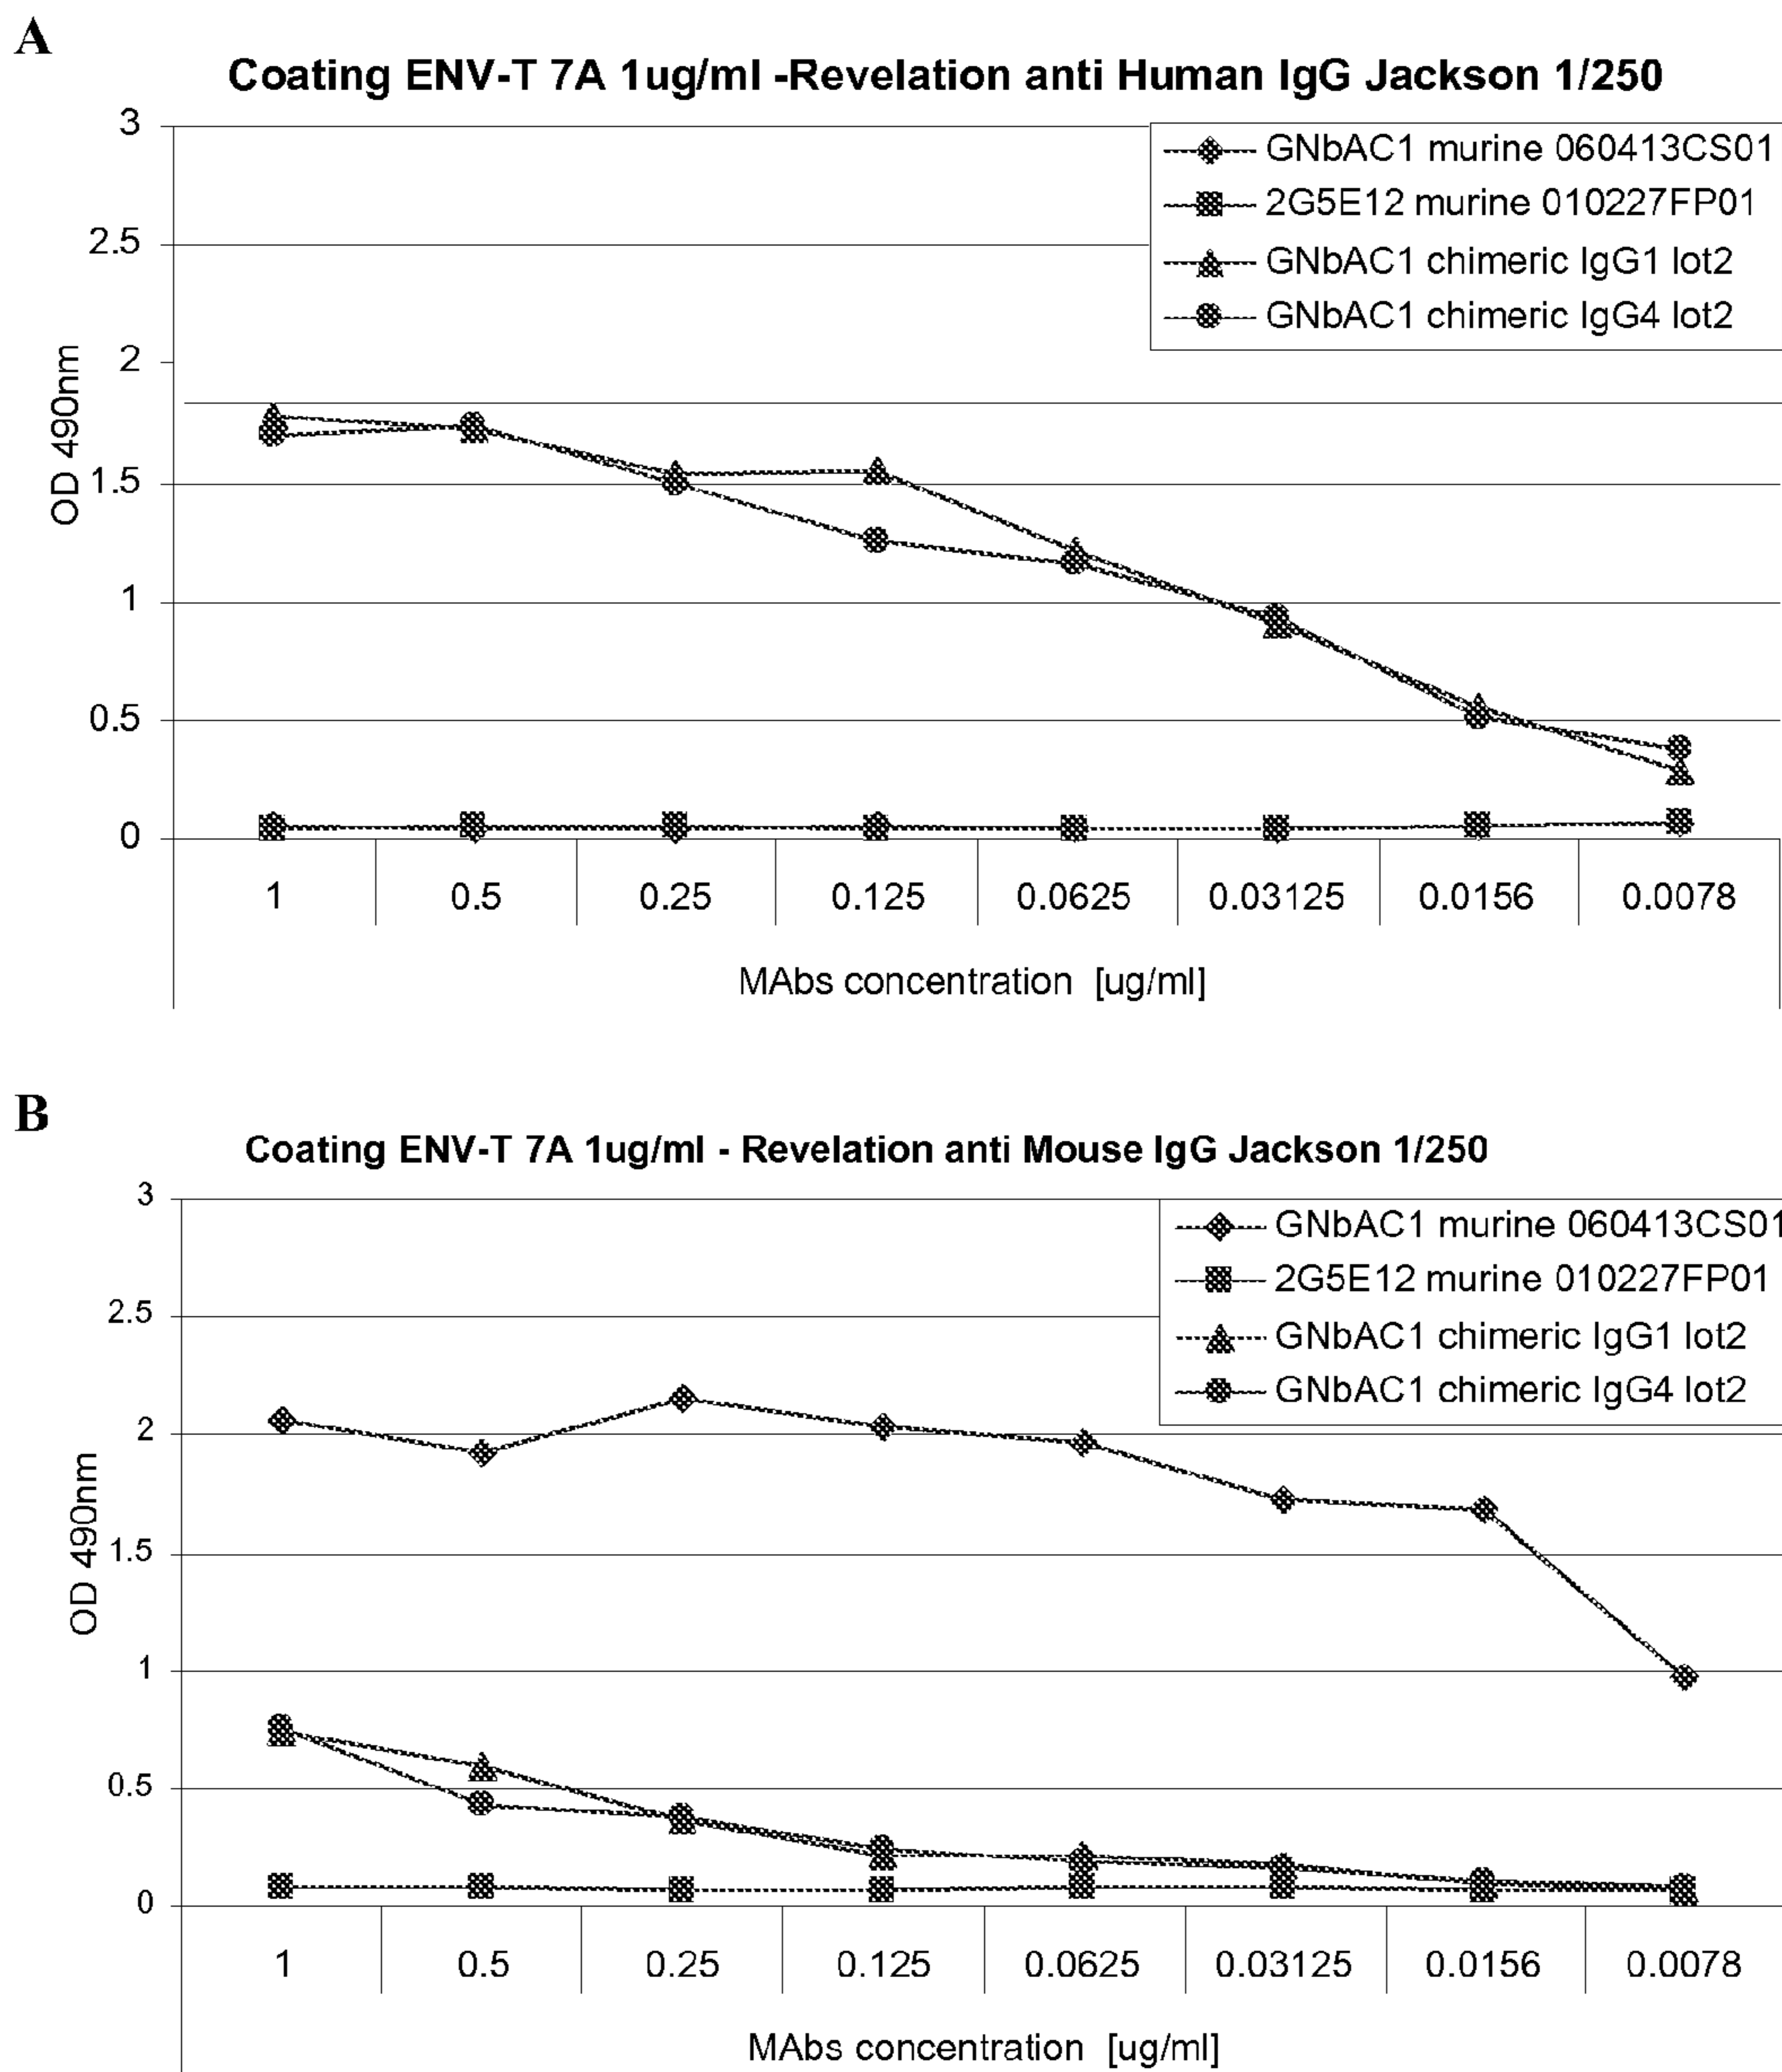 A
Coating ENV-T 7A 1ug/ml -Revelation anti Human IgG Jackson 1/250
3
2.5
2
1.5
1
0.5
0
OD 490nm
GNbAC1 murine 060413CS01
2G5E12 murine 010227FP01
GNbAC1 chimeric IgG1 lot2
GNbAC1 chimeric IgG4 lot2
1 0.5 0.25 0.125 0.0625 0.03125 0.0156 0.0078
MAbs concentration [ug/ml]
B
Coating ENV-T 7A 1ug/ml - Revelation anti Mouse IgG Jackson 1/250
3
2.5
2
1.5
1
0.5
0
OD 490nm
GNbAC1 murine 060413CS01
2G5E12 murine 010227FP01
GNbAC1 chimeric IgG1 lot2
GNbAC1 chimeric IgG4 lot2
1 0.5 0.25 0.125 0.0625 0.03125 0.0156 0.0078
MAbs concentration [ug/ml]